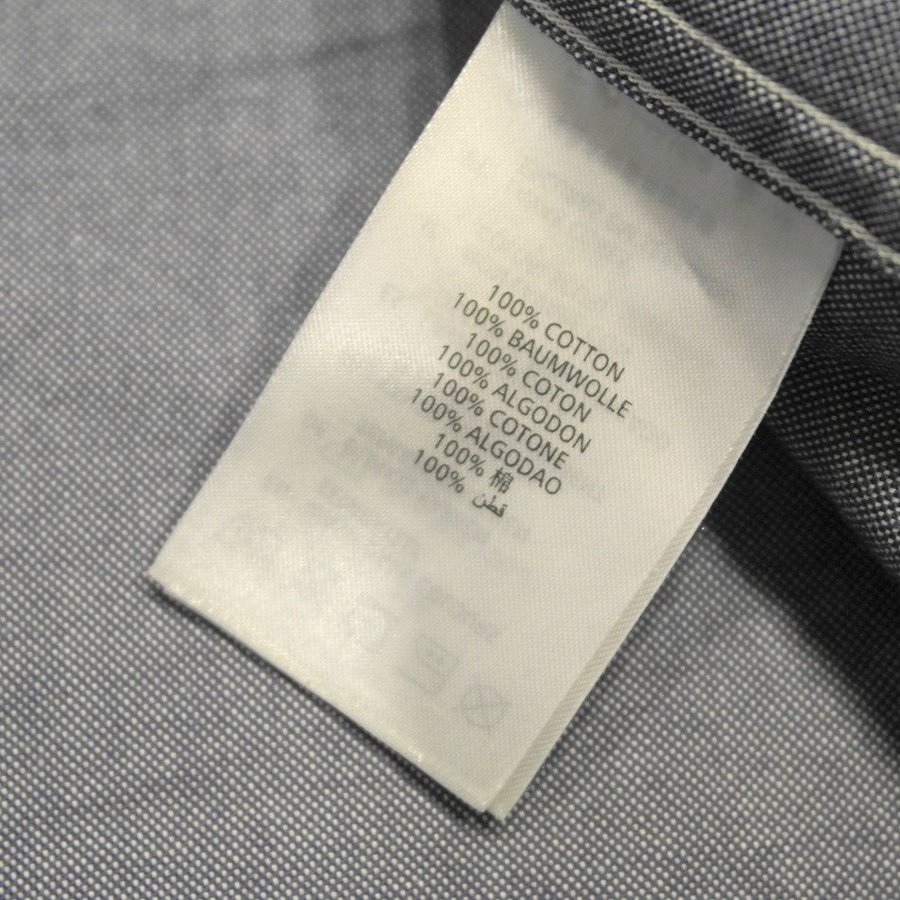 100% COTTON
100% BAUMWOLLE
100% COTON
100% ALGODON
100% COTONE
100% ALGODAO
100% 棉
100% قطن